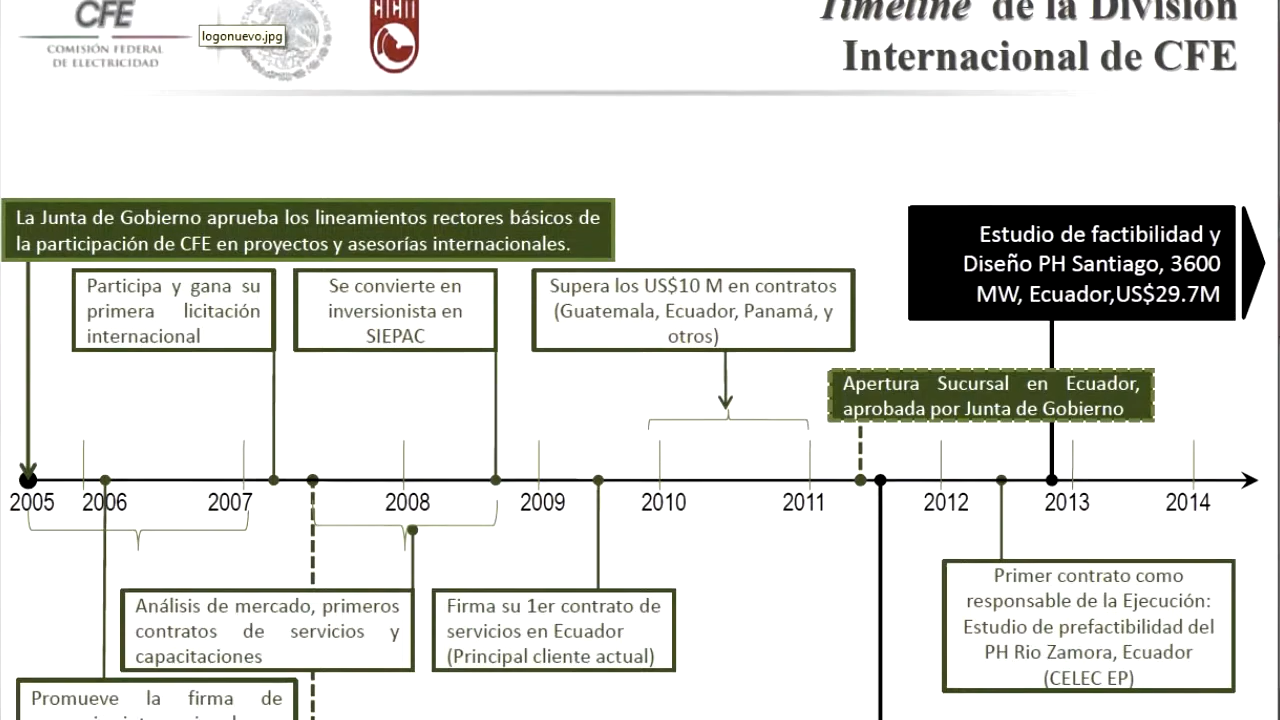 CFE
COMISIÓN FEDERAL
DE ELECTRICIDAD
logonuevo.jpg
CICM
Timeline de la División
Internacional de CFE
La Junta de Gobierno aprueba los lineamientos rectores básicos de
la participación de CFE en proyectos y asesorías internacionales.
Estudio de factibilidad y
Diseño PH Santiago, 3600
MW, Ecuador,US$29.7M
Participa y gana su
primera licitación
internacional
Se convierte en
inversionista en
SIEPAC
Supera los US$10 M en contratos
(Guatemala, Ecuador, Panamá, y
otros)
Apertura Sucursal en Ecuador,
aprobada por Junta de Gobierno
2005 2006 2007 2008 2009 2010 2011 2012 2013 2014
Análisis de mercado, primeros
contratos de servicios y
capacitaciones
Firma su 1er contrato de
servicios en Ecuador
(Principal cliente actual)
Primer contrato como
responsable de la Ejecución:
Estudio de prefactibilidad del
PH Rio Zamora, Ecuador
(CELEC EP)
Promueve la firma de